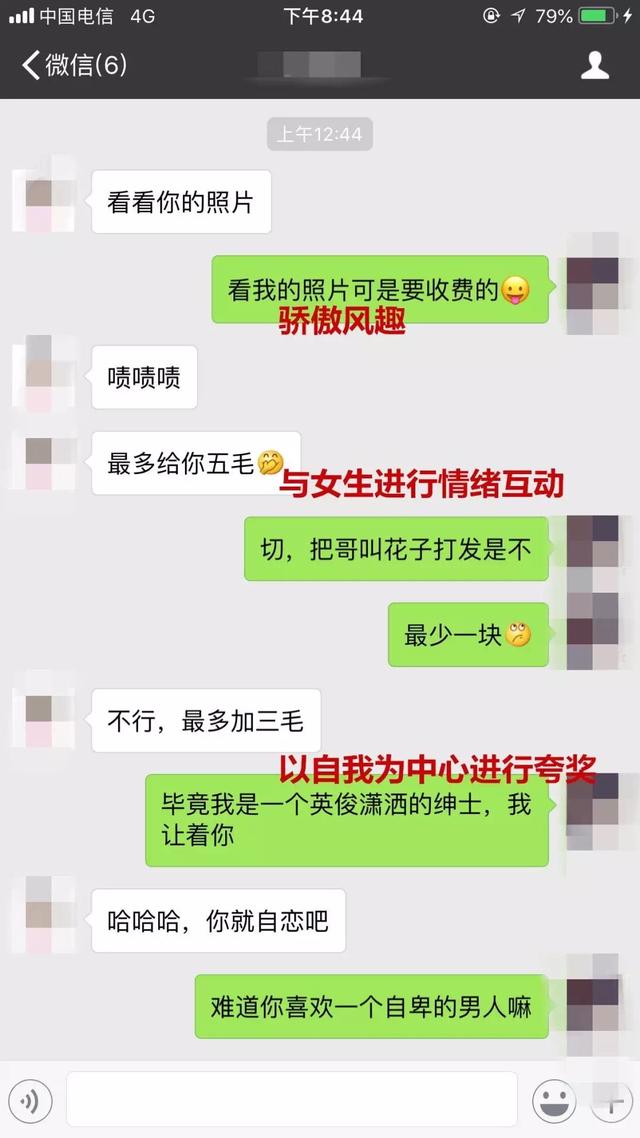 中国电信 4G 下午8:44 79%
微信(6)
上午12:44
看看你的照片
看我的照片可是要收费的😛
骄傲风趣
啧啧啧
最多给你五毛🤭
与女生进行情绪互动
切，把哥叫花子打发是不
最少一块🙄
不行，最多加三毛
以自我为中心进行夸奖
毕竟我是一个英俊潇洒的绅士，我
让着你
哈哈哈，你就自恋吧
难道你喜欢一个自卑的男人嘛